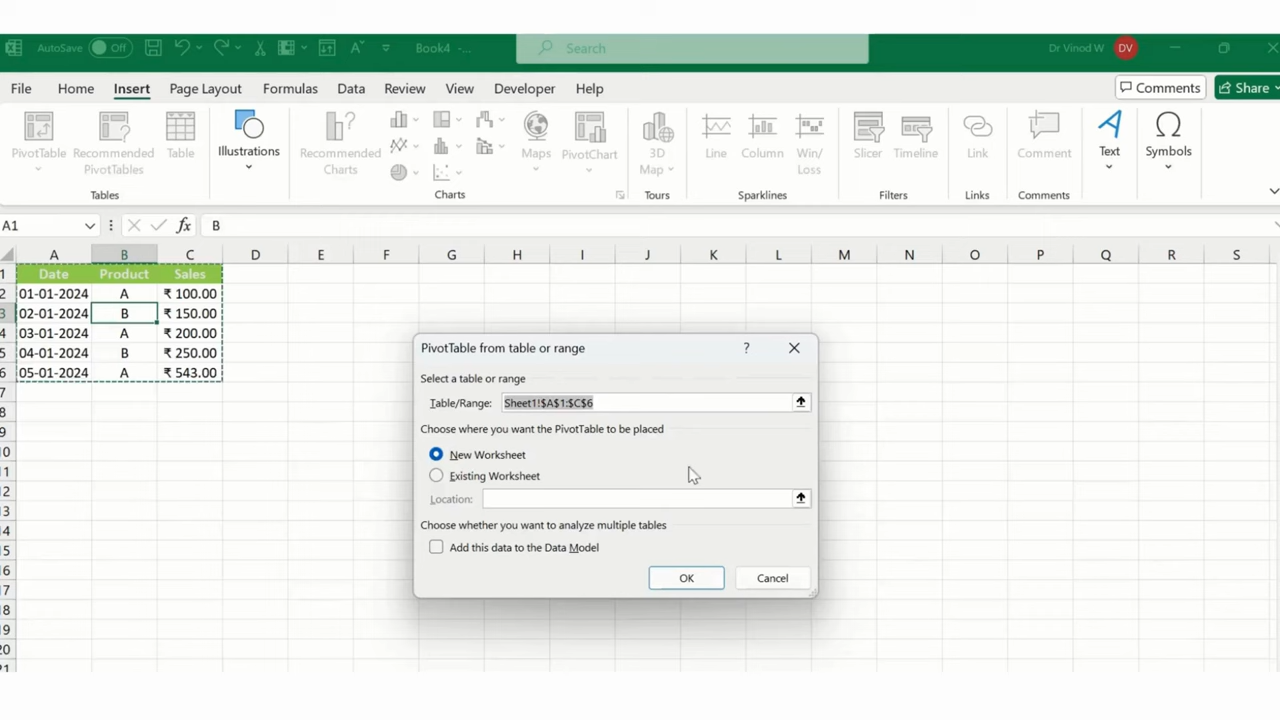 AutoSave Off Book4 -... Search Dr Vinod W DV
File Home Insert Page Layout Formulas Data Review View Developer Help Comments Share
PivotTable Recommended PivotTables Table Illustrations Recommended Charts Maps PivotChart 3D Map Line Column Win/ Loss Slicer Timeline Link Comment Text Symbols
Tables Charts Tours Sparklines Filters Links Comments
A1 fx B
A B C D E F G H I J K L M N O P Q R S
1 Date Product Sales
2 01-01-2024 A ₹ 100.00
3 02-01-2024 B ₹ 150.00
4 03-01-2024 A ₹ 200.00
5 04-01-2024 B ₹ 250.00
6 05-01-2024 A ₹ 543.00
7
8
9
10
11
12
13
14
15
16
17
18
19
20
21
PivotTable from table or range ?
Select a table or range
Table/Range: Sheet1!$A$1:$C$6
Choose where you want the PivotTable to be placed
New Worksheet
Existing Worksheet
Location:
Choose whether you want to analyze multiple tables
Add this data to the Data Model
OK Cancel